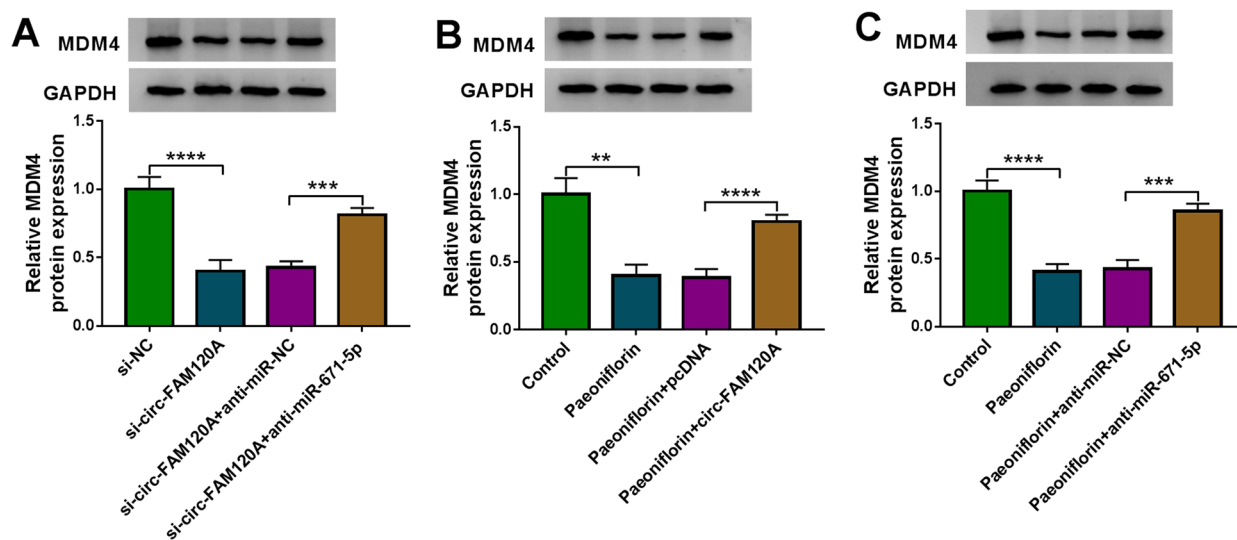 A
MDM4
GAPDH
Relative MDM4
protein expression
1.5
1.0
0.5
0.0
****
***
si-NC
si-circ-FAM120A
si-circ-FAM120A+anti-miR-NC
si-circ-FAM120A+anti-miR-671-5p
B
MDM4
GAPDH
Relative MDM4
protein expression
1.5
1.0
0.5
0.0
**
****
Control
Paeoniflorin
Paeoniflorin+pcDNA
Paeoniflorin+circ-FAM120A
C
MDM4
GAPDH
Relative MDM4
protein expression
1.5
1.0
0.5
0.0
****
***
Control
Paeoniflorin
Paeoniflorin+anti-miR-NC
Paeoniflorin+anti-miR-671-5p